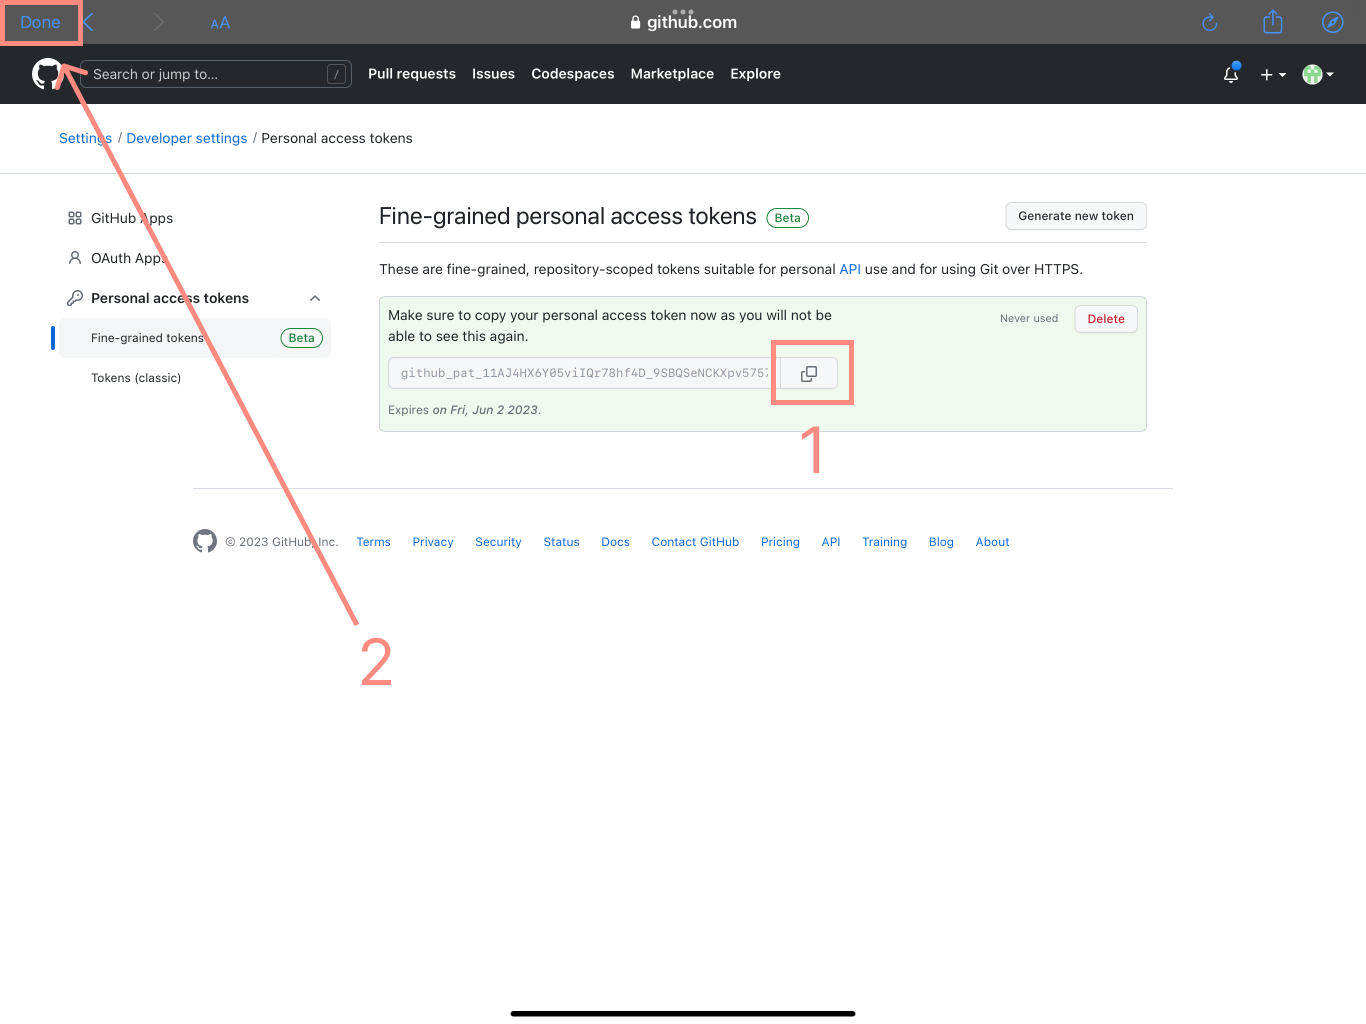 Done
AA
github.com
Search or jump to...
/
Pull requests
Issues
Codespaces
Marketplace
Explore
Settings / Developer settings / Personal access tokens
GitHub Apps
OAuth Apps
Personal access tokens
Fine-grained tokens
Beta
Tokens (classic)
Fine-grained personal access tokens
Beta
Generate new token
These are fine-grained, repository-scoped tokens suitable for personal API use and for using Git over HTTPS.
Make sure to copy your personal access token now as you will not be
able to see this again.
Never used
Delete
Expires on Fri, Jun 2 2023.
1
© 2023 GitHub, Inc.
Terms
Privacy
Security
Status
Docs
Contact GitHub
Pricing
API
Training
Blog
About
2